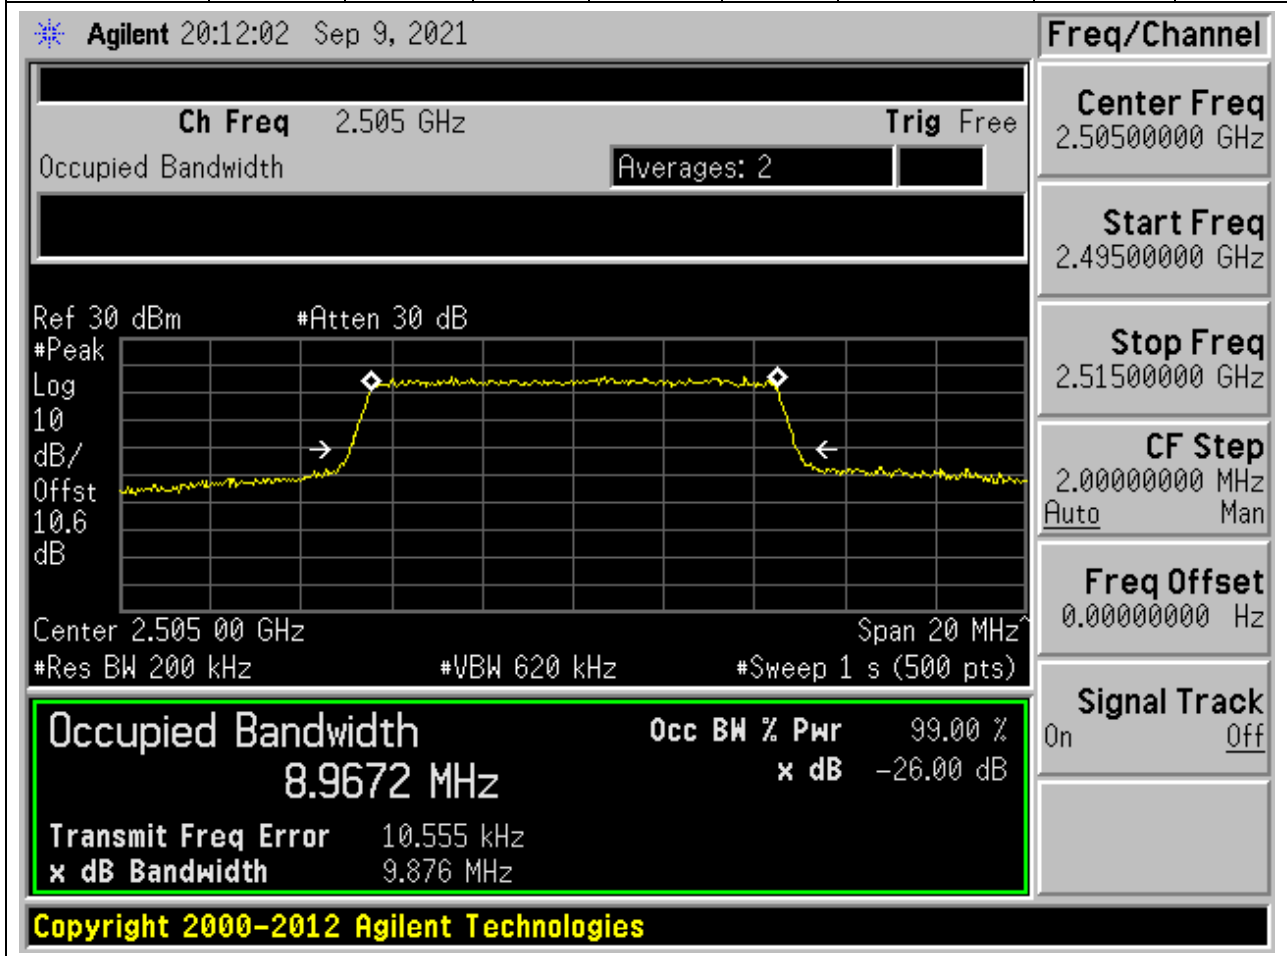 Agilent 20:12:02 Sep 9, 2021
Freq/Channel
Ch Freq 2.505 GHz Trig Free
Occupied Bandwidth Averages: 2
Center Freq
2.50500000 GHz
Start Freq
2.49500000 GHz
Stop Freq
2.51500000 GHz
CF Step
2.00000000 MHz
Auto Man
Freq Offset
0.00000000 Hz
Signal Track
On Off
Ref 30 dBm #Atten 30 dB
#Peak
Log
10
dB/
Offst
10.6
dB
Center 2.505 00 GHz Span 20 MHz^
#Res BW 200 kHz #VBW 620 kHz #Sweep 1 s (500 pts)
Occupied Bandwidth Occ BW % Pwr 99.00 %
8.9672 MHz x dB -26.00 dB
Transmit Freq Error 10.555 kHz
x dB Bandwidth 9.876 MHz
Copyright 2000-2012 Agilent Technologies